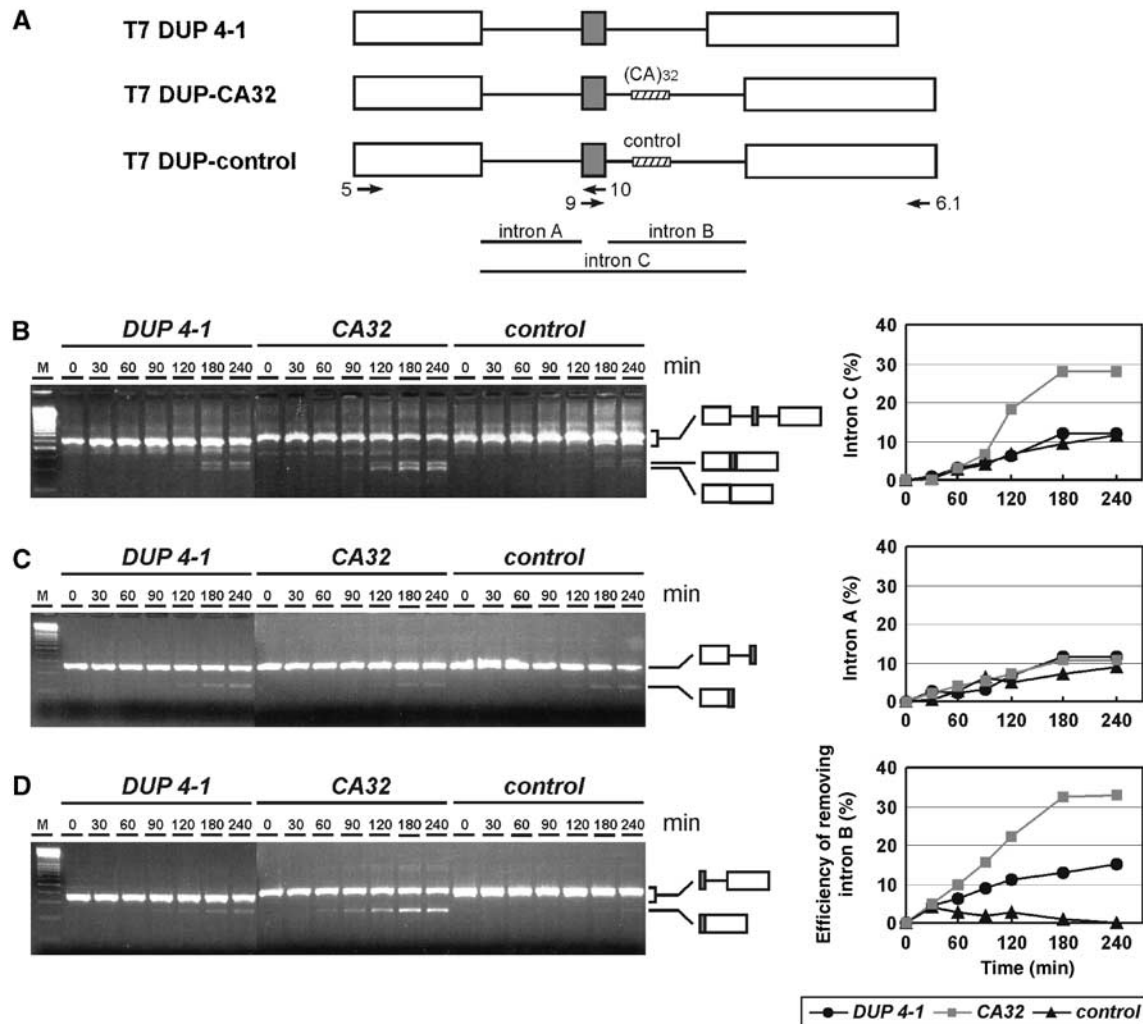 A
T7 DUP 4-1
T7 DUP-CA32
(CA)32
T7 DUP-control
control
5
10
9
6.1
intron A
intron B
intron C
B
DUP 4-1
CA32
control
M
0 30 60 90 120 180 240
0 30 60 90 120 180 240
0 30 60 90 120 180 240
min
Intron C (%)
40
30
20
10
0
0 60 120 180 240
C
DUP 4-1
CA32
control
M
0 30 60 90 120 180 240
0 30 60 90 120 180 240
0 30 60 90 120 180 240
min
Intron A (%)
40
30
20
10
0
0 60 120 180 240
D
DUP 4-1
CA32
control
M
0 30 60 90 120 180 240
0 30 60 90 120 180 240
0 30 60 90 120 180 240
min
Efficiency of removing
intron B (%)
40
30
20
10
0
0 60 120 180 240
Time (min)
DUP 4-1 CA32 control